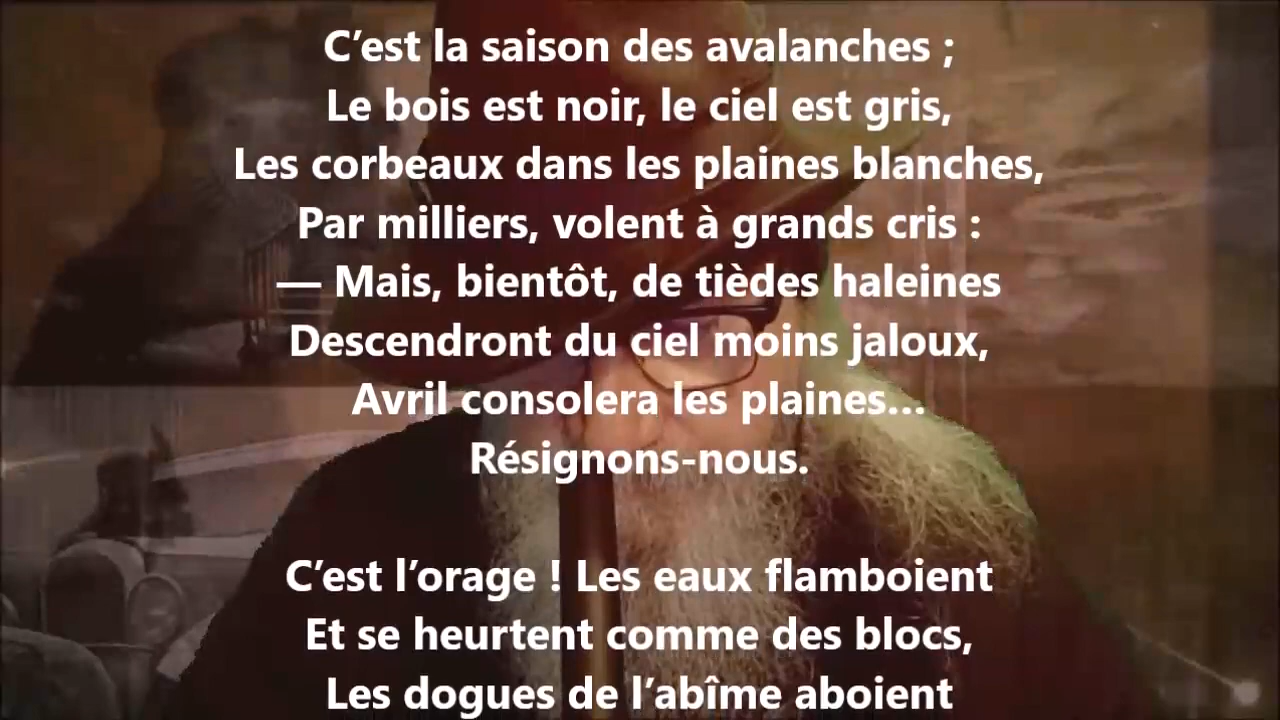 C’est la saison des avalanches ;
Le bois est noir, le ciel est gris,
Les corbeaux dans les plaines blanches,
Par milliers, volent à grands cris :
— Mais, bientôt, de tièdes haleines
Descendront du ciel moins jaloux,
Avril consolera les plaines…
Résignons-nous.

C’est l’orage ! Les eaux flamboient
Et se heurtent comme des blocs,
Les dogues de l’abîme aboient